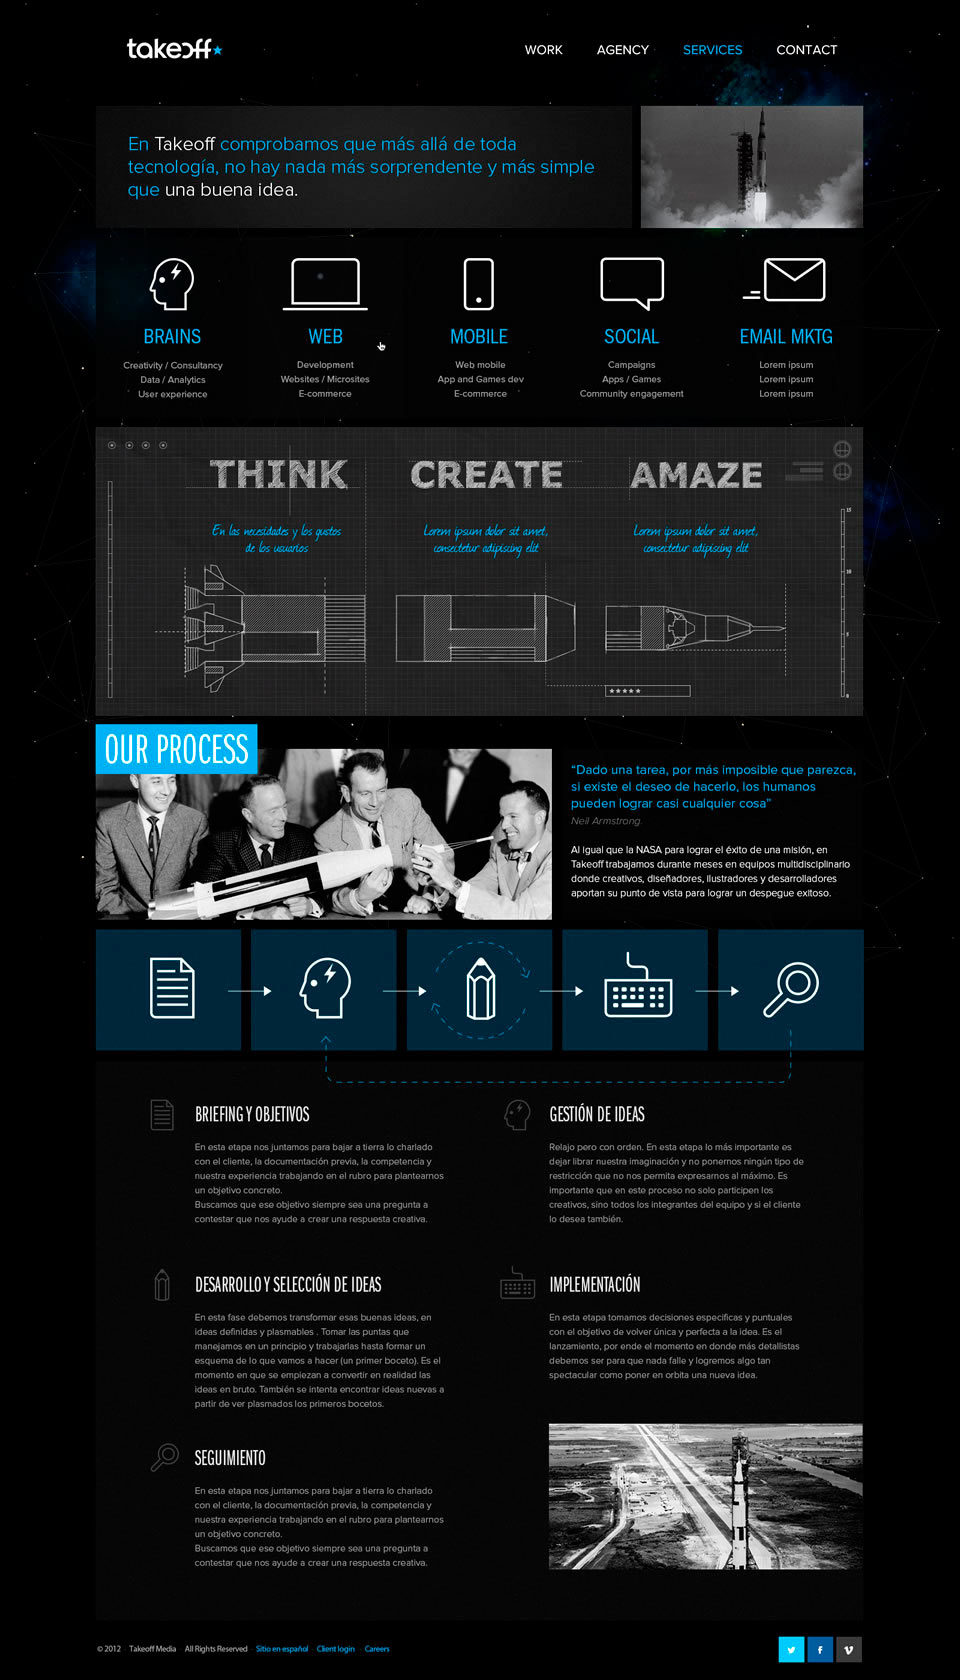 takeoff
WORK
AGENCY
SERVICES
CONTACT
En Takeoff comprobamos que más allá de toda
tecnología, no hay nada más sorprendente y más simple
que una buena idea.
BRAINS
Creativity / Consultancy
Data / Analytics
User experience
WEB
Development
Websites / Microsites
E-commerce
MOBILE
Web mobile
App and Games dev
E-commerce
SOCIAL
Campaigns
Apps / Games
Community engagement
EMAIL MKTG
Lorem ipsum
Lorem ipsum
Lorem ipsum
THINK
CREATE
AMAZE
En las necesidades y los gustos
de los usuarios
Lorem ipsum dolor sit amet,
consectetur adipiscing elit
Lorem ipsum dolor sit amet,
consectetur adipiscing elit
15
10
5
0
OUR PROCESS
“Dado una tarea, por más imposible que parezca,
si existe el deseo de hacerlo, los humanos
pueden lograr casi cualquier cosa”
Neil Armstrong.
Al igual que la NASA para lograr el éxito de una misión, en
Takeoff trabajamos durante meses en equipos multidisciplinario
donde creativos, diseñadores, ilustradores y desarrolladores
aportan su punto de vista para lograr un despegue exitoso.
BRIEFING Y OBJETIVOS
En esta etapa nos juntamos para bajar a tierra lo charlado
con el cliente, la documentación previa, la competencia y
nuestra experiencia trabajando en el rubro para plantearnos
un objetivo concreto.
Buscamos que ese objetivo siempre sea una pregunta a
contestar que nos ayude a crear una respuesta creativa.
GESTIÓN DE IDEAS
Relajo pero con orden. En esta etapa lo más importante es
dejar librar nuestra imaginación y no ponernos ningún tipo de
restricción que no nos permita expresarnos al máximo. Es
importante que en este proceso no solo participen los
creativos, sino todos los integrantes del equipo y si el cliente
lo desea también.
DESARROLLO Y SELECCIÓN DE IDEAS
En esta fase debemos transformar esas buenas ideas, en
ideas definidas y plasmables . Tomar las puntas que
manejamos en un principio y trabajarlas hasta formar un
esquema de lo que vamos a hacer (un primer boceto). Es el
momento en que se empiezan a convertir en realidad las
ideas en bruto. También se intenta encontrar ideas nuevas a
partir de ver plasmados los primeros bocetos.
IMPLEMENTACIÓN
En esta etapa tomamos decisiones especificas y puntuales
con el objetivo de volver única y perfecta a la idea. Es el
lanzamiento, por ende el momento en donde más detallistas
debemos ser para que nada falle y logremos algo tan
spectacular como poner en orbita una nueva idea.
SEGUIMIENTO
En esta etapa nos juntamos para bajar a tierra lo charlado
con el cliente, la documentación previa, la competencia y
nuestra experiencia trabajando en el rubro para plantearnos
un objetivo concreto.
Buscamos que ese objetivo siempre sea una pregunta a
contestar que nos ayude a crear una respuesta creativa.
© 2012 Takeoff Media All Rights Reserved Sitio en español Client login Careers